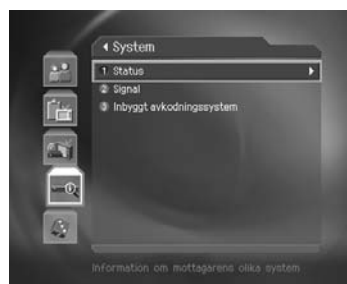 System
1 Status
2 Signal
3 Inbyggt avkodningssystem
Information om mottagarens olika system